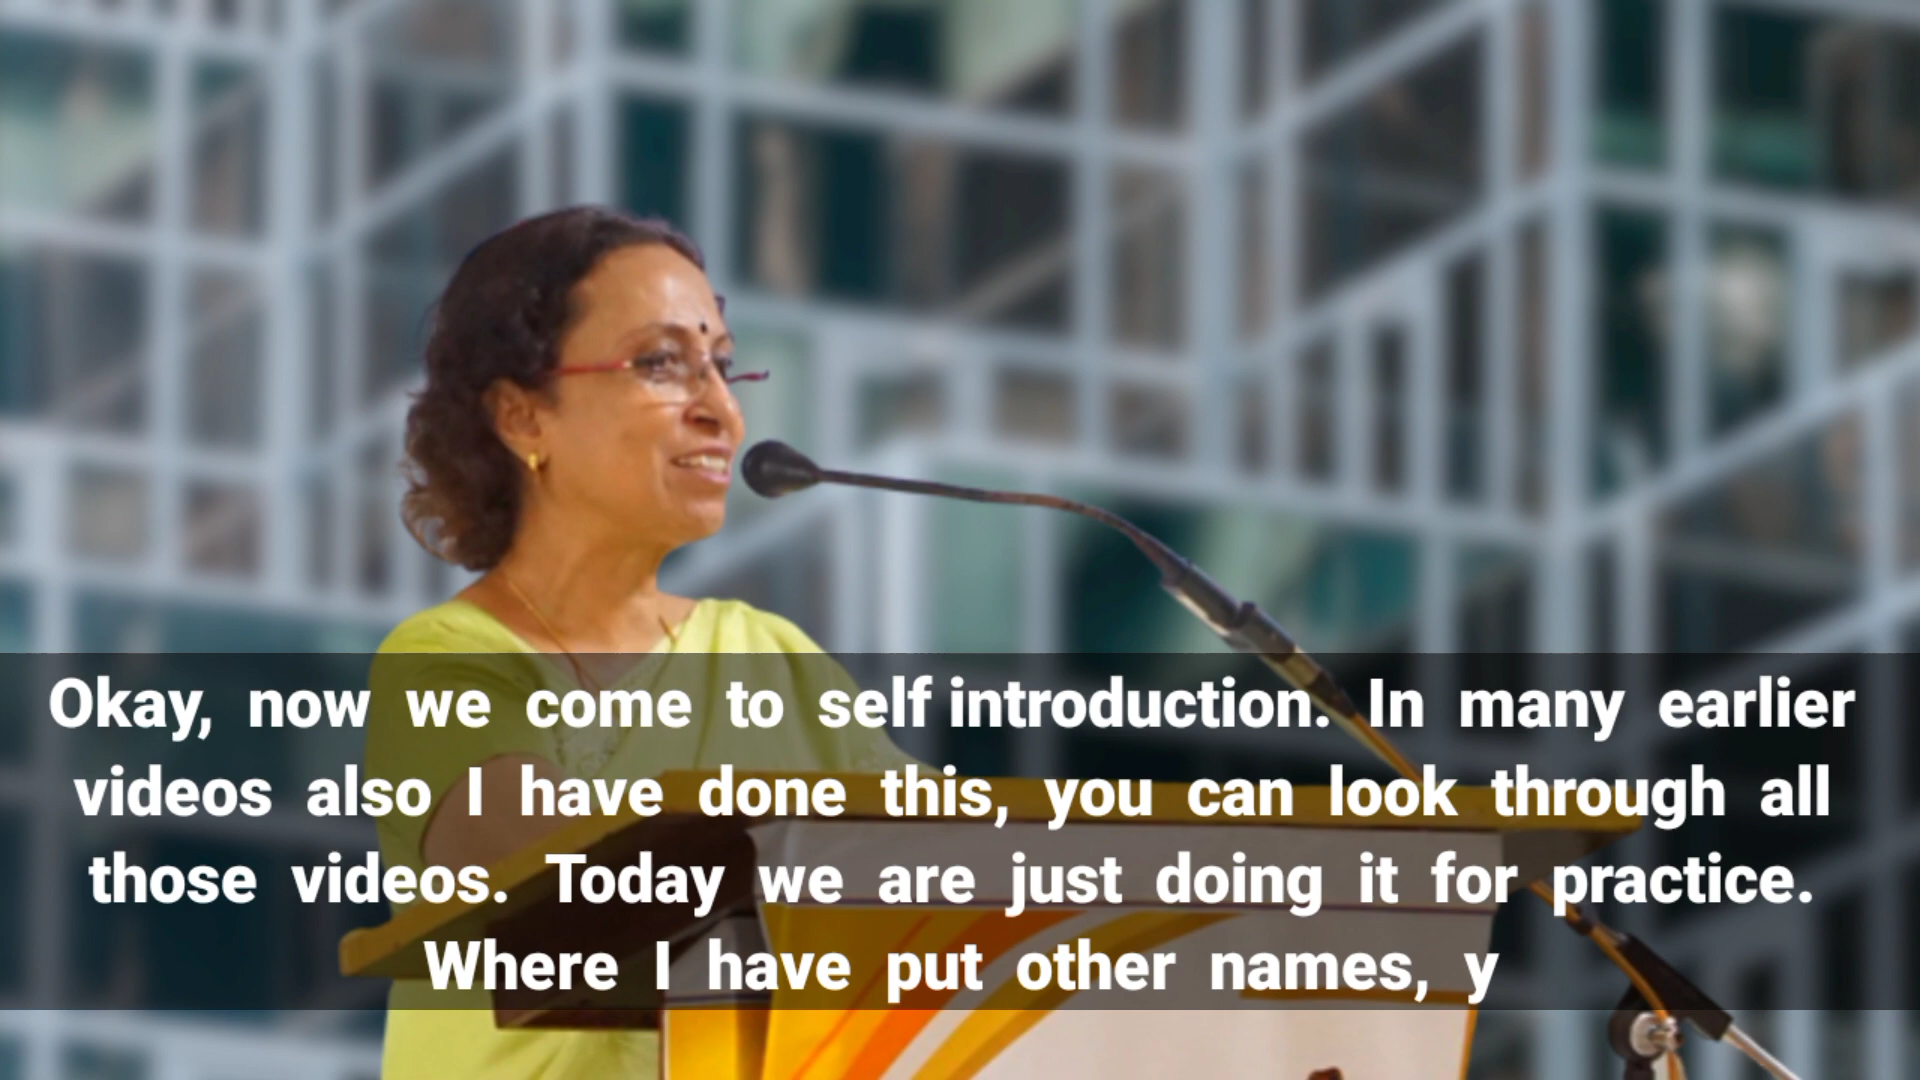 Okay, now we come to self introduction. In many earlier
videos also I have done this, you can look through all
those videos. Today we are just doing it for practice.
Where I have put other names, y